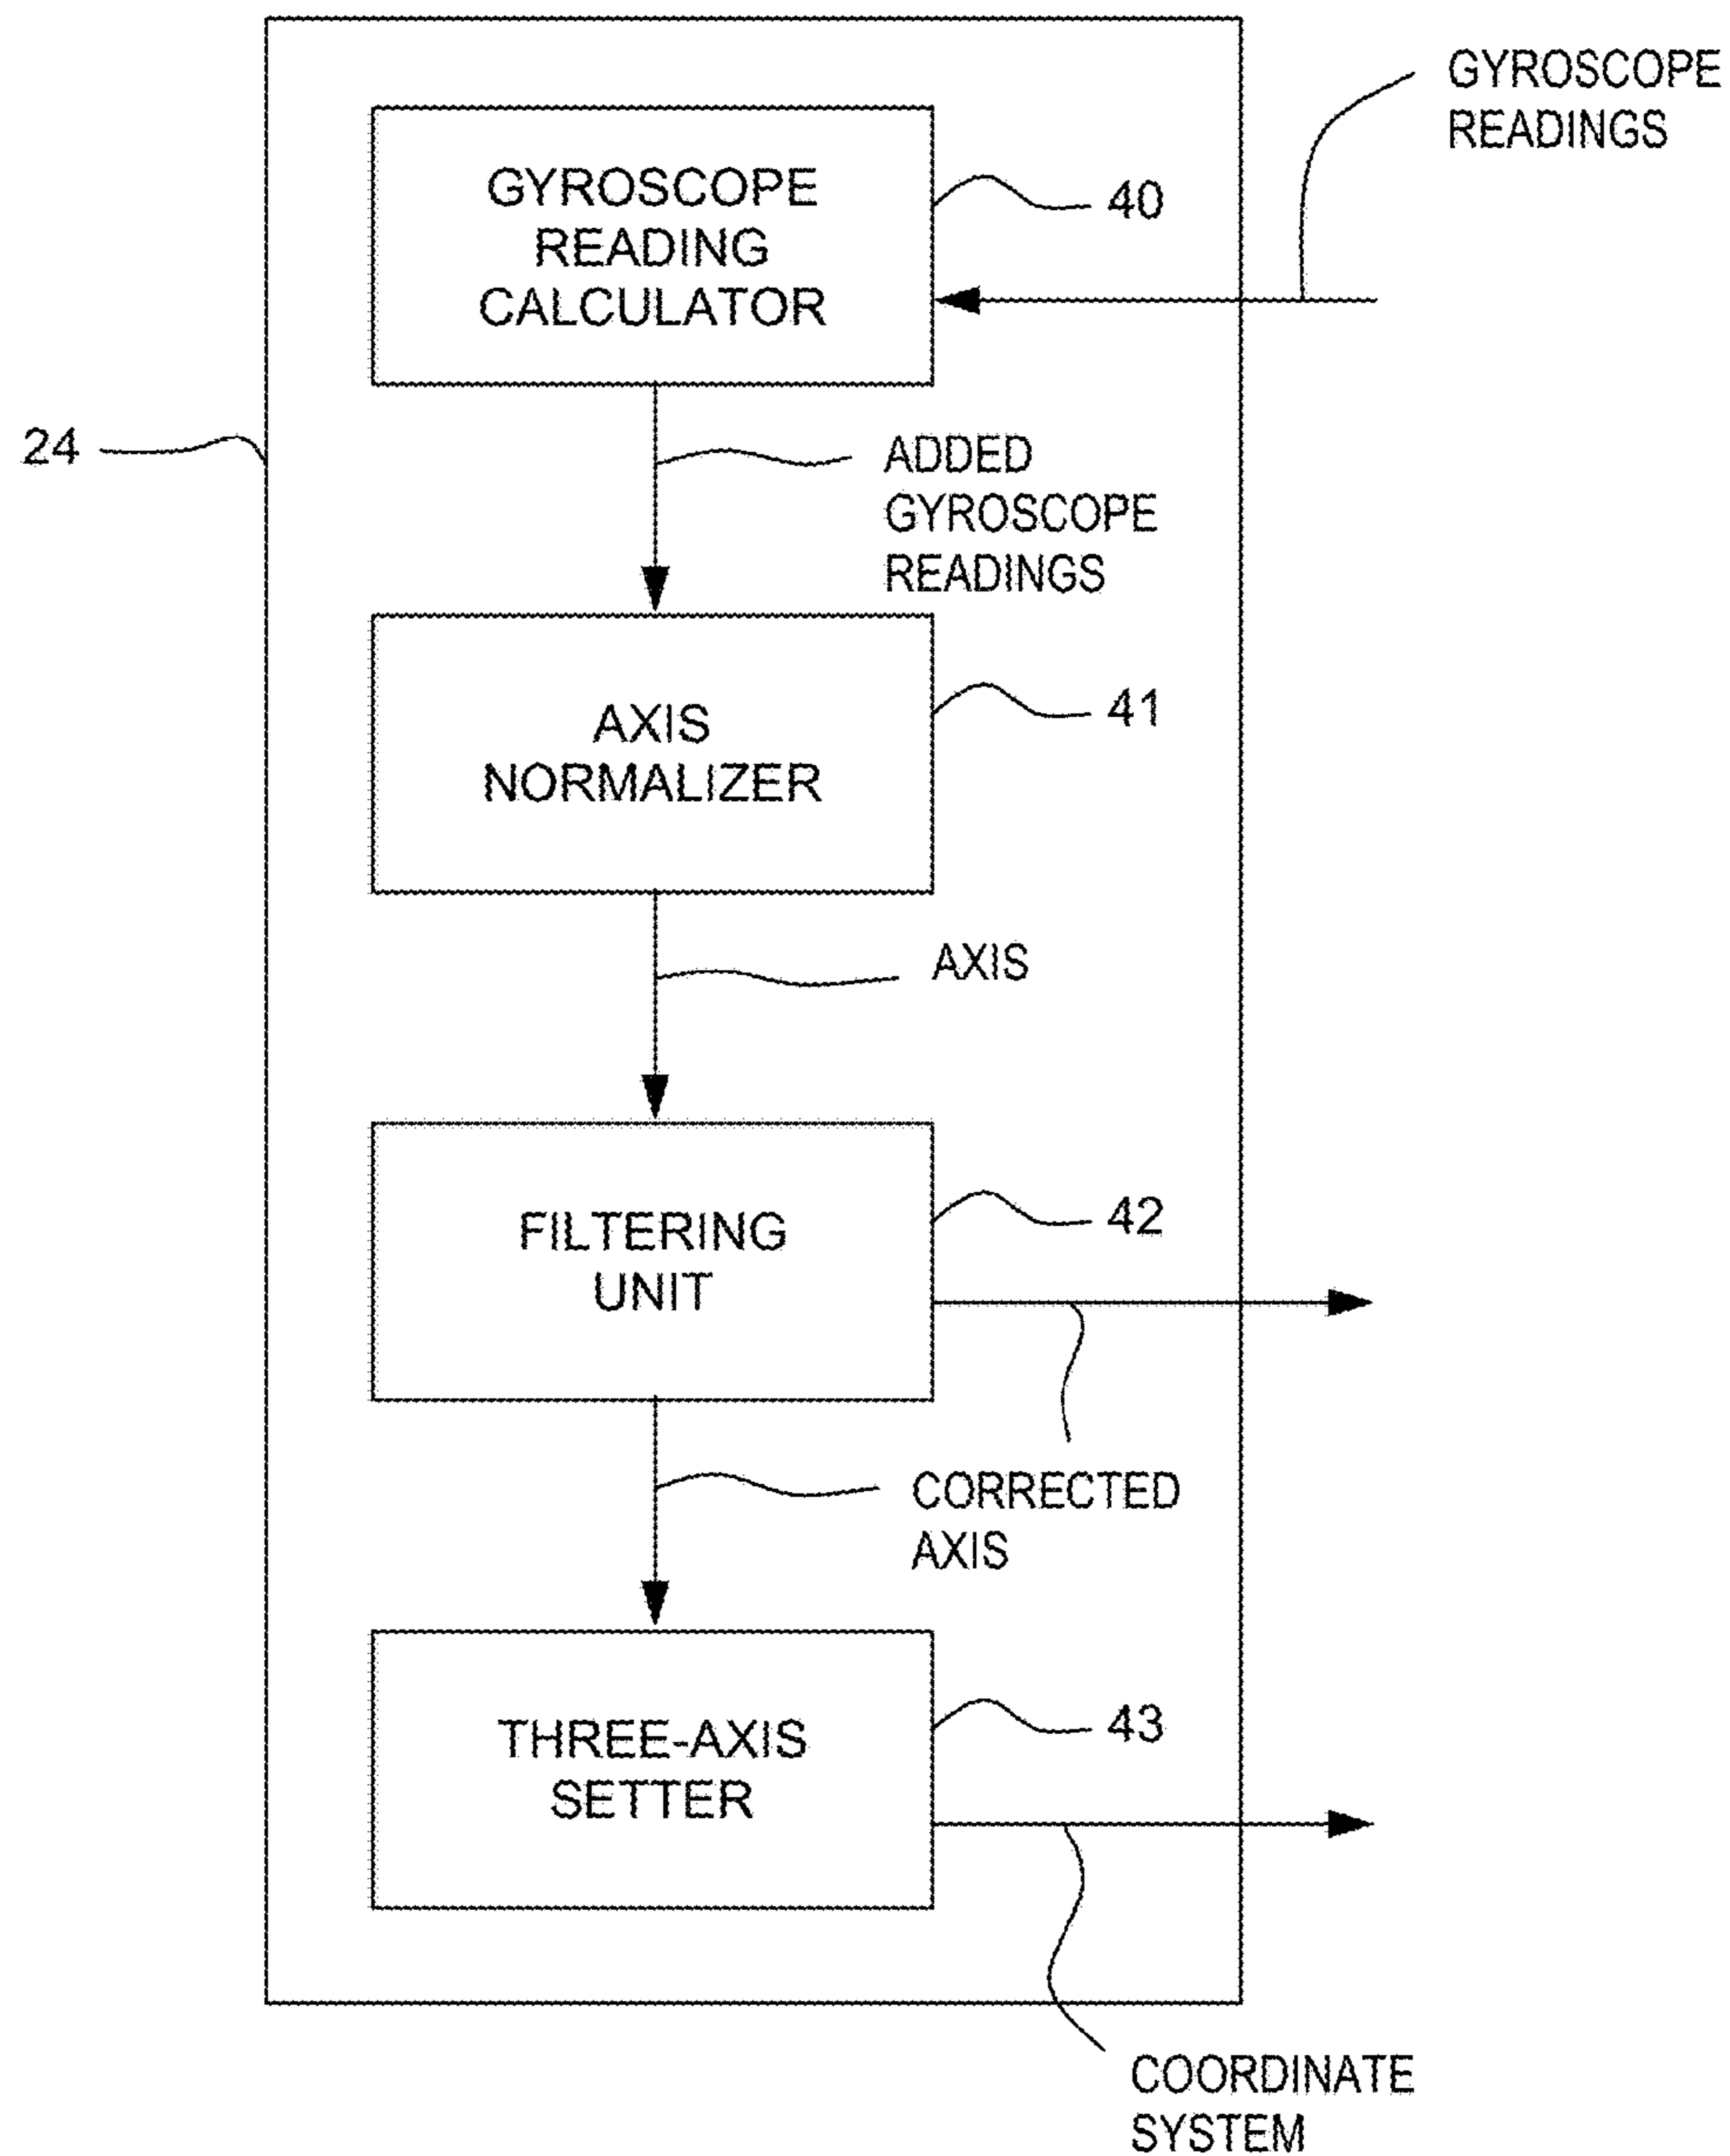 GYROSCOPE
READINGS
GYROSCOPE
READING
CALCULATOR
40
24
ADDED
GYROSCOPE
READINGS
AXIS
NORMALIZER
41
AXIS
FILTERING
UNIT
42
CORRECTED
AXIS
THREE-AXIS
SETTER
43
COORDINATE
SYSTEM